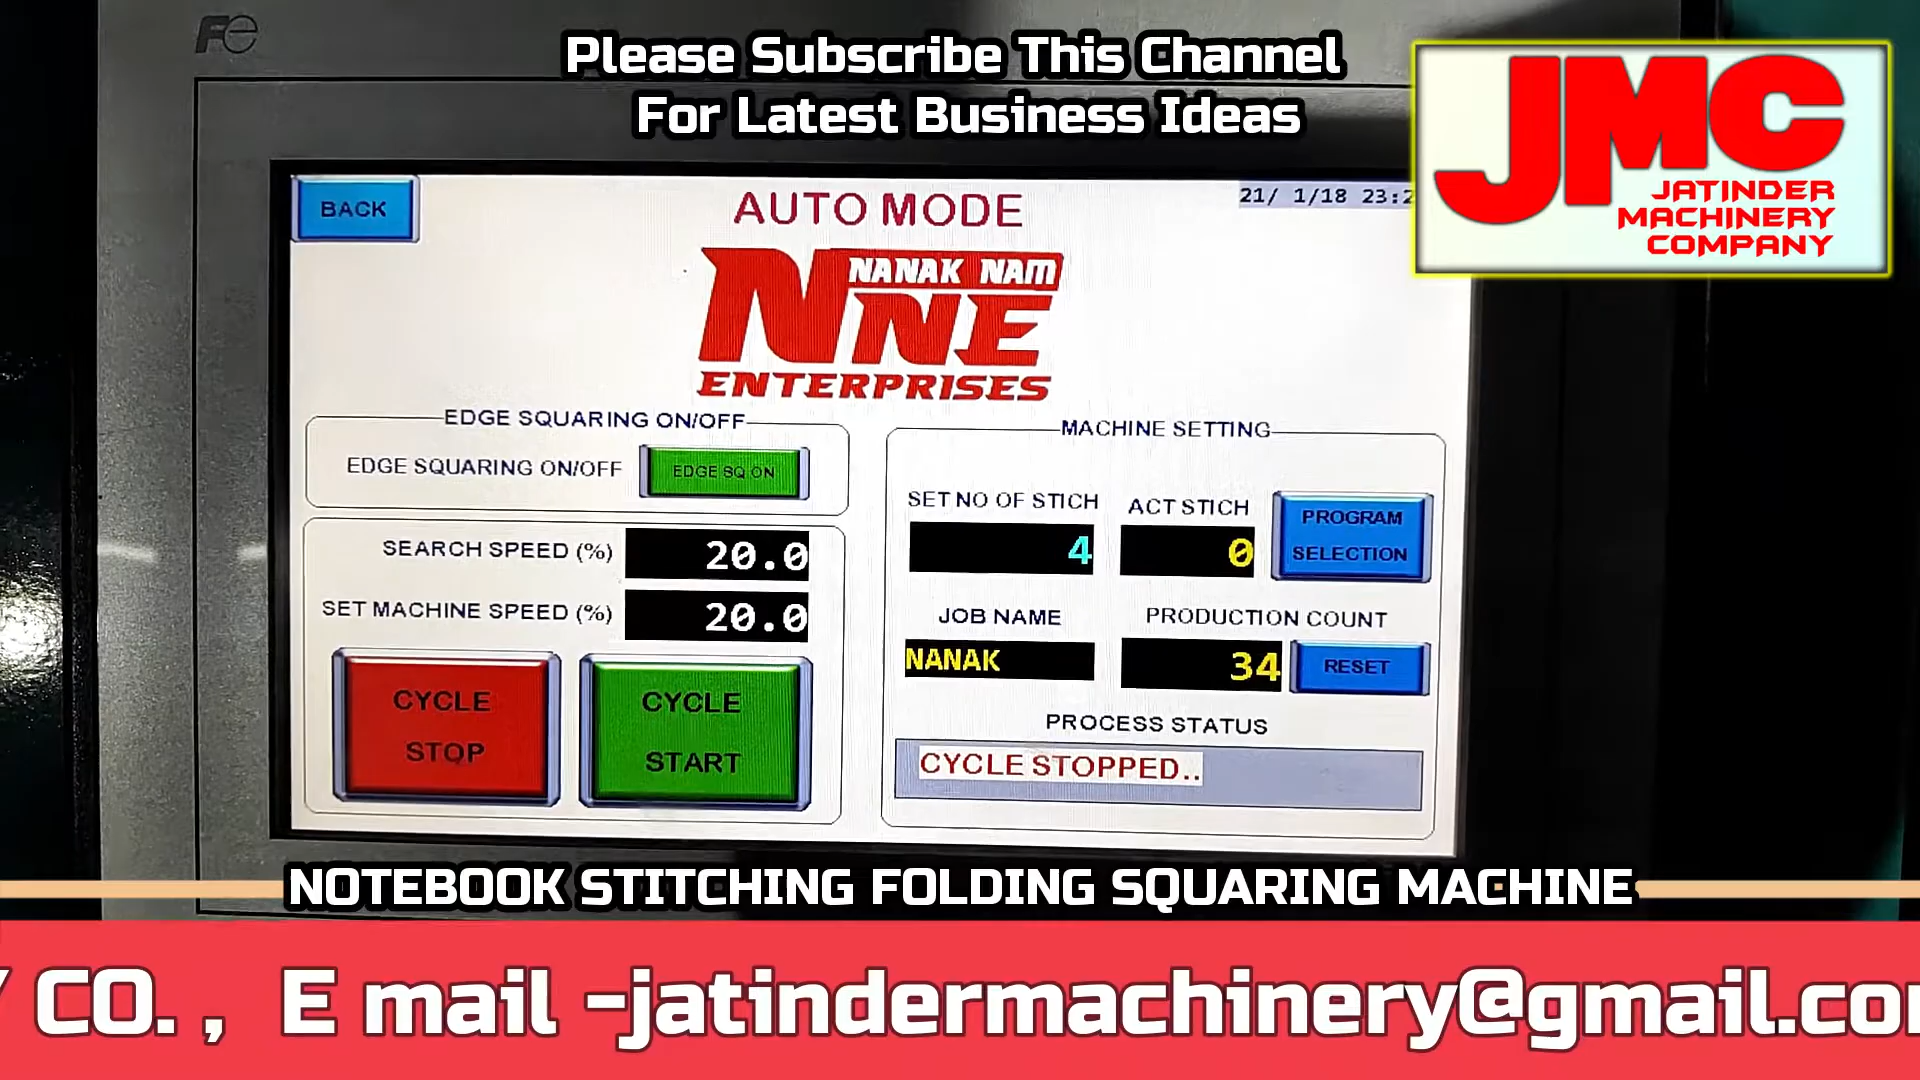 Fe
Please Subscribe This Channel
For Latest Business Ideas
JMC
JATINDER
MACHINERY
COMPANY
BACK
AUTO MODE
21/ 1/18 23:2
NANAK NAM
NNE
ENTERPRISES
EDGE SQUARING ON/OFF
EDGE SQUARING ON/OFF
EDGE SQ ON
SEARCH SPEED (%)
20.0
SET MACHINE SPEED (%)
20.0
CYCLE
STOP
CYCLE
START
MACHINE SETTING
SET NO OF STICH
4
ACT STICH
0
PROGRAM
SELECTION
JOB NAME
NANAK
PRODUCTION COUNT
34
RESET
PROCESS STATUS
CYCLE STOPPED..
NOTEBOOK STITCHING FOLDING SQUARING MACHINE
Y CO. , E mail -jatindermachinery@gmail.co